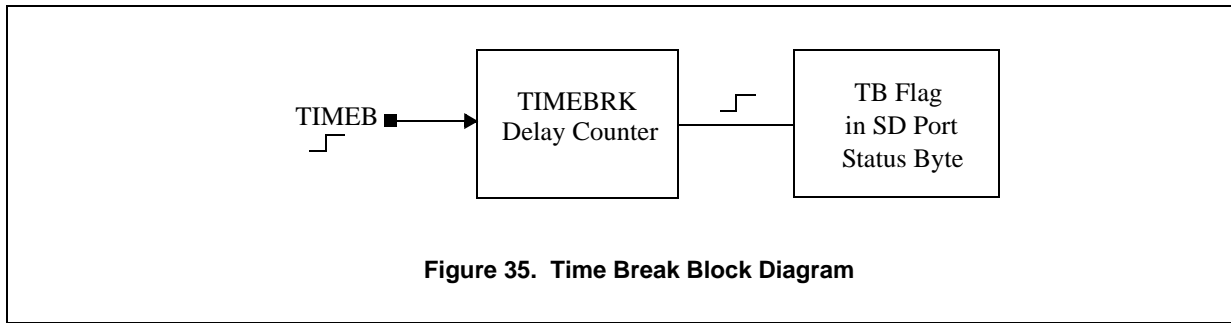 TIMEB
TIMEBRK
Delay Counter
TB Flag
in SD Port
Status Byte
Figure 35. Time Break Block Diagram